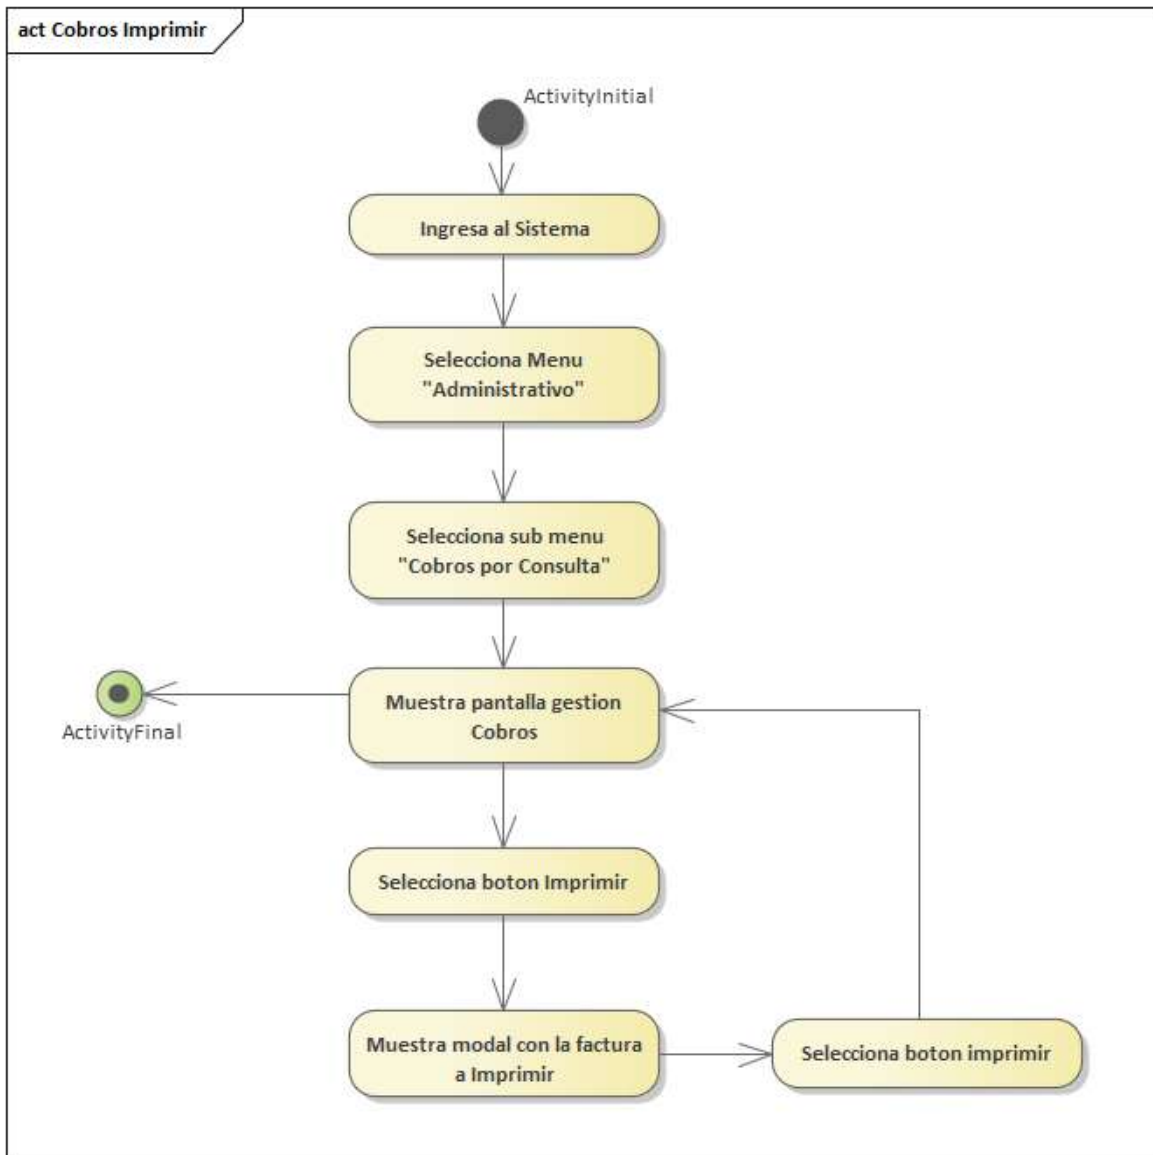 act Cobros Imprimir
ActivityInitial
Ingresa al Sistema
Selecciona Menu
"Administrativo"
Selecciona sub menu
"Cobros por Consulta"
Muestra pantalla gestion
Cobros
ActivityFinal
Selecciona boton Imprimir
Muestra modal con la factura
a Imprimir
Selecciona boton imprimir